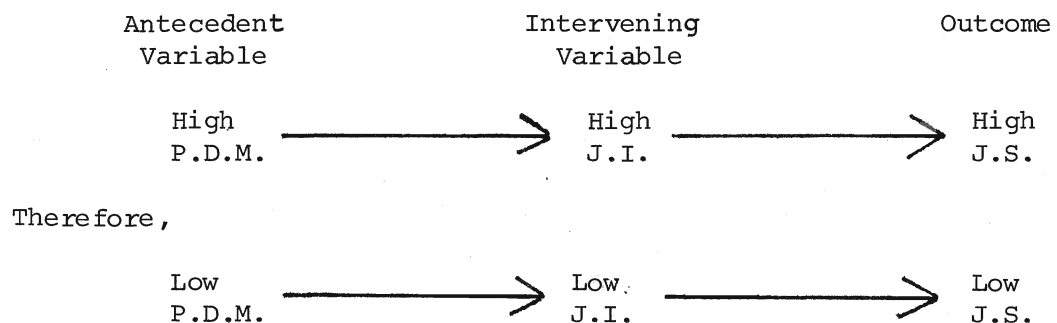 Antecedent Intervening Outcome
Variable Variable
High High High
P.D.M. J.I. J.S.
Therefore,
Low Low Low
P.D.M. J.I. J.S.